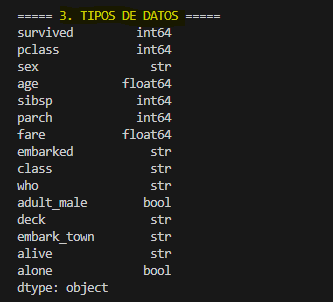 ===== 3. TIPOS DE DATOS =====
survived int64
pclass int64
sex str
age float64
sibsp int64
parch int64
fare float64
embarked str
class str
who str
adult_male bool
deck str
embark_town str
alive str
alone bool
dtype: object